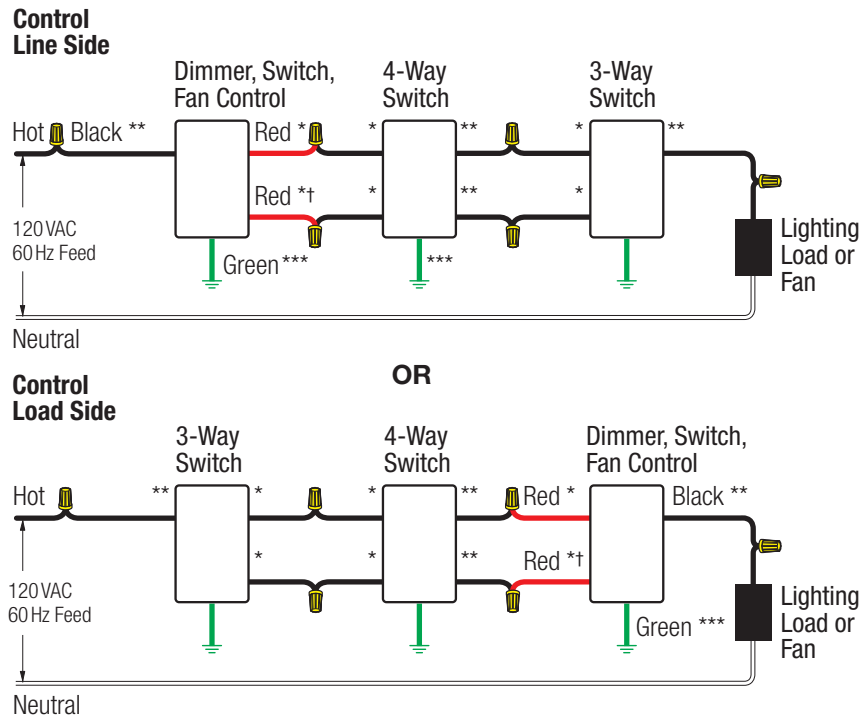 Control
Line Side
Dimmer, Switch,
Fan Control
4-Way
Switch
3-Way
Switch
Hot Black ** Red * * ** * **
Red *† * ** *
120 VAC
60 Hz Feed
Green *** ***
Lighting
Load or
Fan
Neutral
OR
Control
Load Side
3-Way
Switch
4-Way
Switch
Dimmer, Switch,
Fan Control
Hot ** * * ** Red * Black **
* * ** Red *†
120 VAC
60 Hz Feed
Green ***
Lighting
Load or
Fan
Neutral